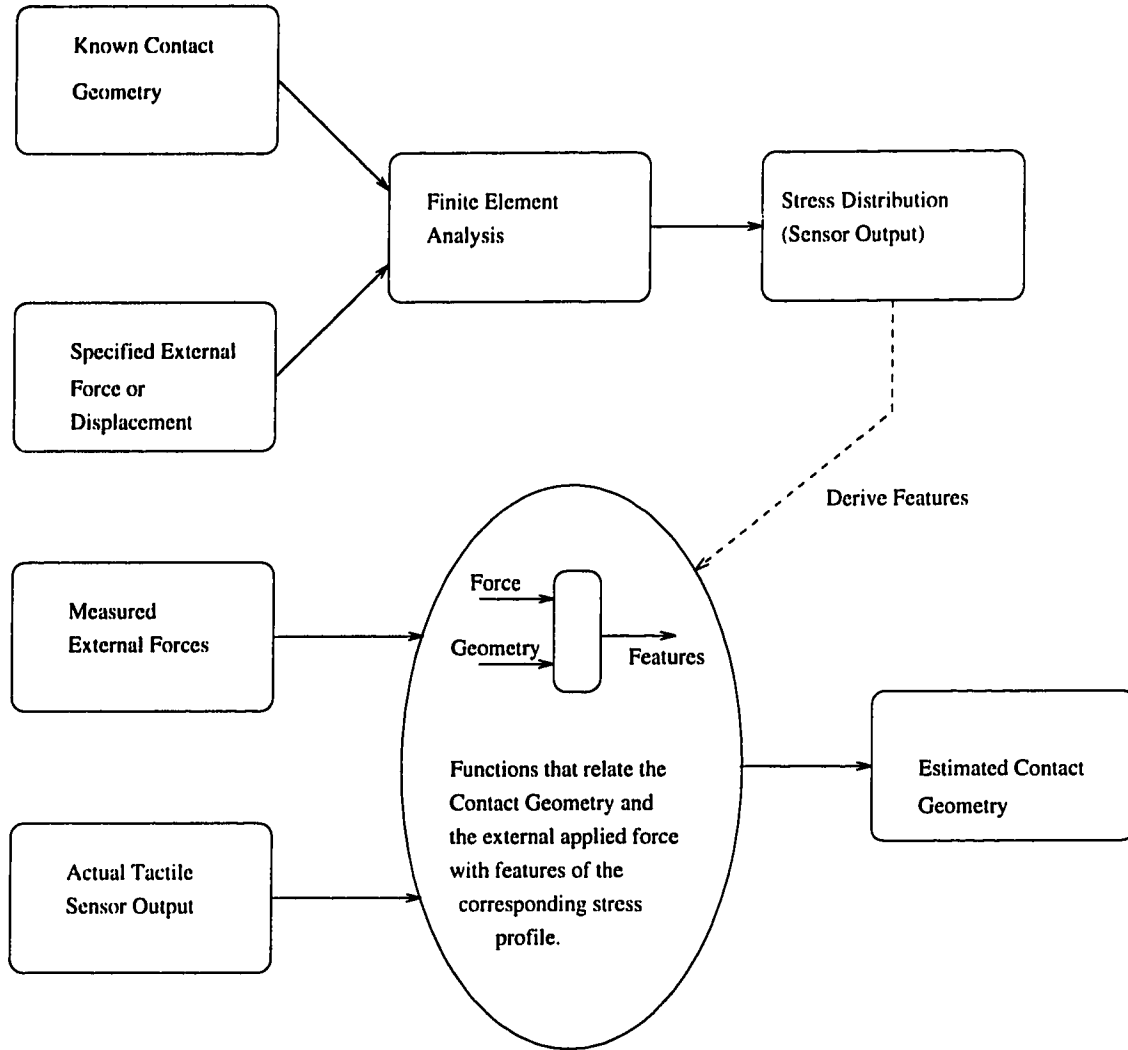 Known Contact
Geometry
Finite Element
Analysis
Stress Distribution
(Sensor Output)
Specified External
Force or
Displacement
Derive Features
Measured
External Forces
Force
Geometry
Features
Functions that relate the
Contact Geometry and
the external applied force
with features of the
corresponding stress
profile.
Estimated Contact
Geometry
Actual Tactile
Sensor Output